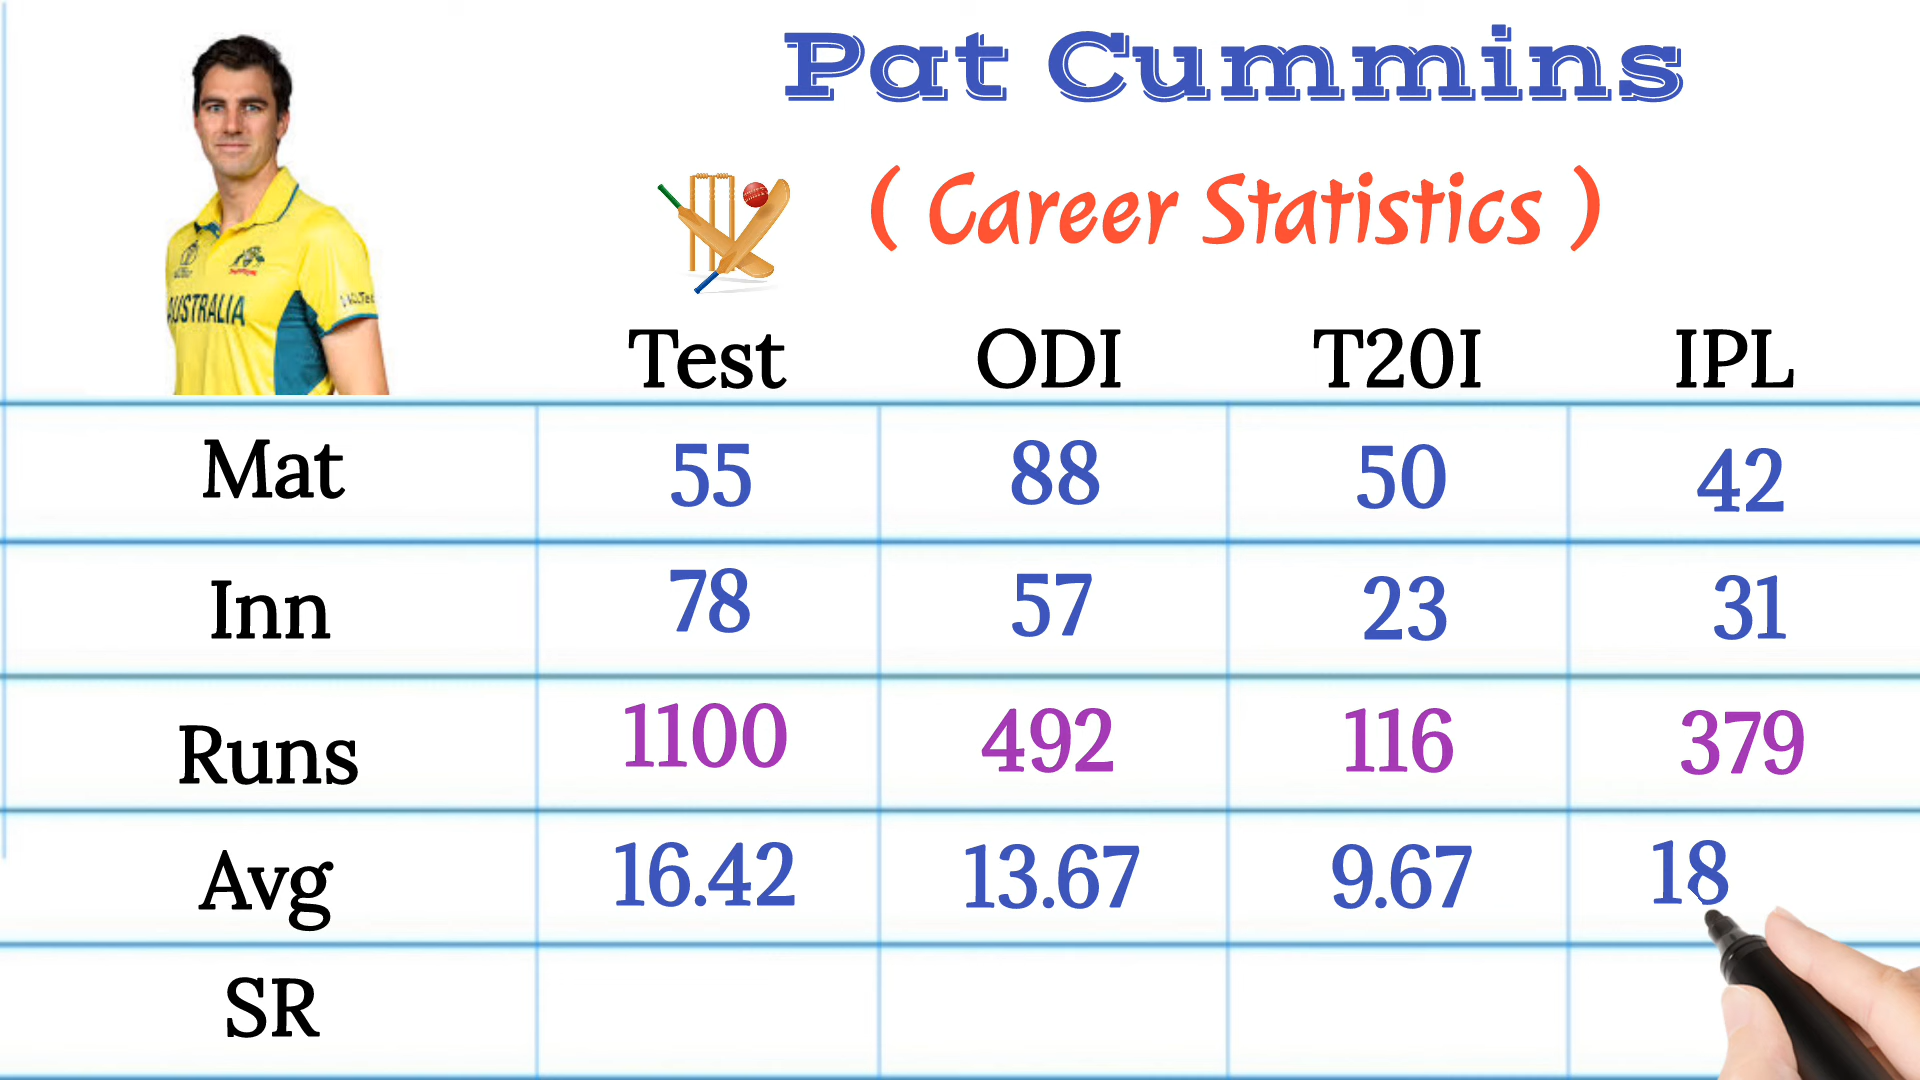 Pat Cummins
( Career Statistics )
AUSTRALIA
Test ODI T20I IPL
Mat 55 88 50 42
Inn 78 57 23 31
Runs 1100 492 116 379
Avg 16.42 13.67 9.67 18
SR